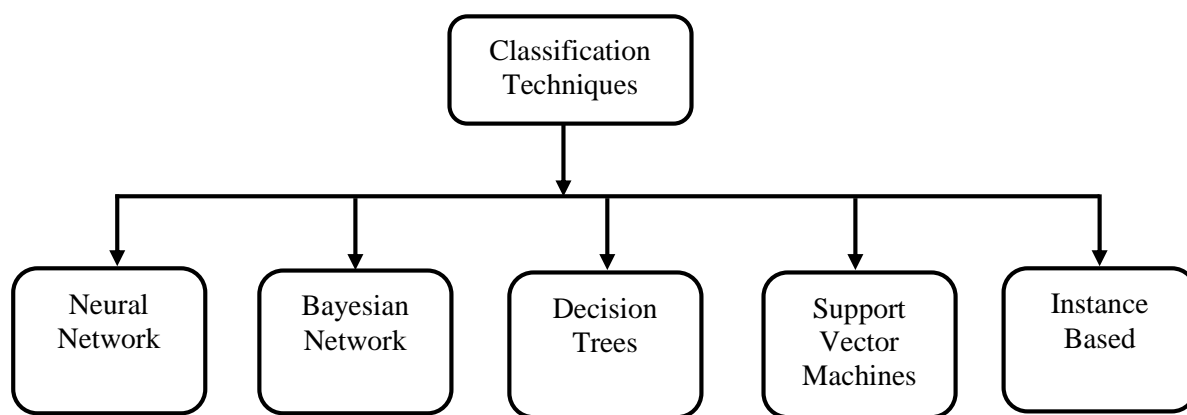 Classification
Techniques
Neural
Network
Bayesian
Network
Decision
Trees
Support
Vector
Machines
Instance
Based